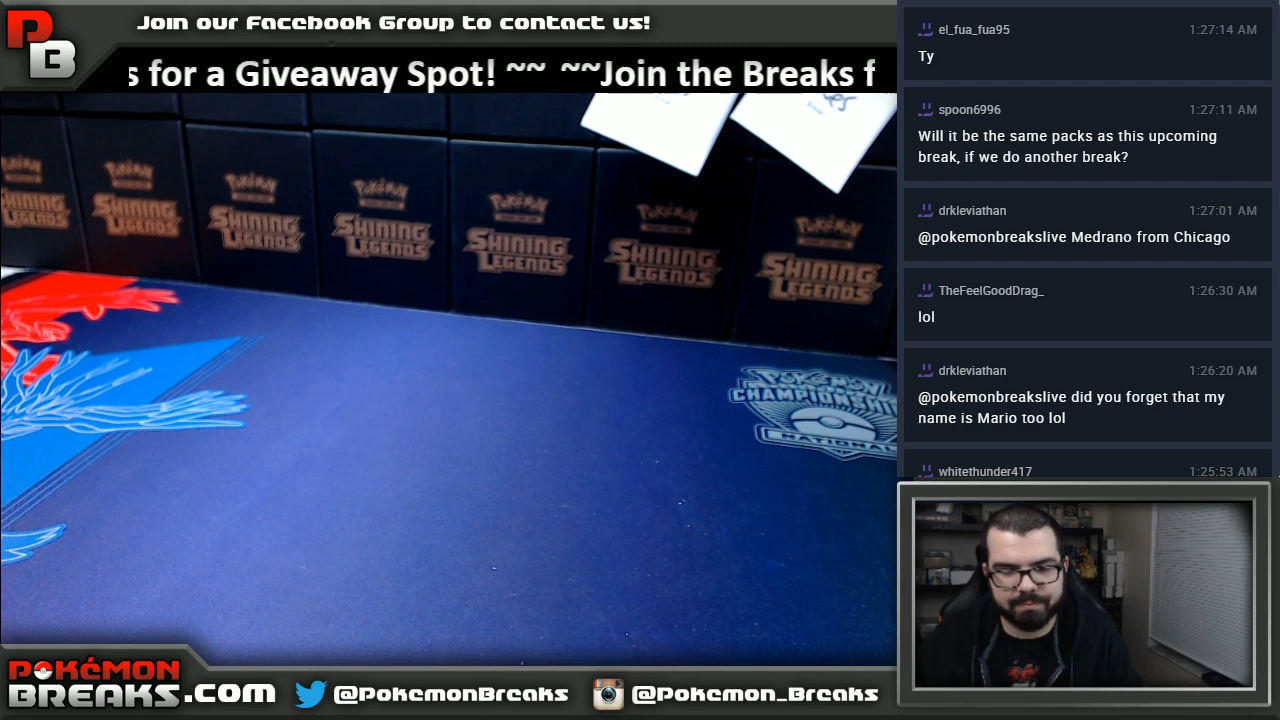 PB
Join our Facebook Group to contact us!
s for a Giveaway Spot! ~~ ~~Join the Breaks f
Pokémon
SHINING
LEGENDS
Pokémon
SHINING
LEGENDS
Pokémon
SHINING
LEGENDS
Pokémon
SHINING
LEGENDS
Pokémon
SHINING
LEGENDS
Pokémon
SHINING
LEGENDS
Pokémon
SHINING
LEGENDS
Pokémon
CHAMPIONSHIP
NATIONAL
el_fua_fua95 1:27:14 AM
Ty
spoon6996 1:27:11 AM
Will it be the same packs as this upcoming
break, if we do another break?
drkleviathan 1:27:01 AM
@pokemonbreakslive Medrano from Chicago
TheFeelGoodDrag_ 1:26:30 AM
lol
drkleviathan 1:26:20 AM
@pokemonbreakslive did you forget that my
name is Mario too lol
whitethunder417 1:25:53 AM
POKéMON
BREAKS.COM
@PokemonBreaks
@Pokemon_Breaks